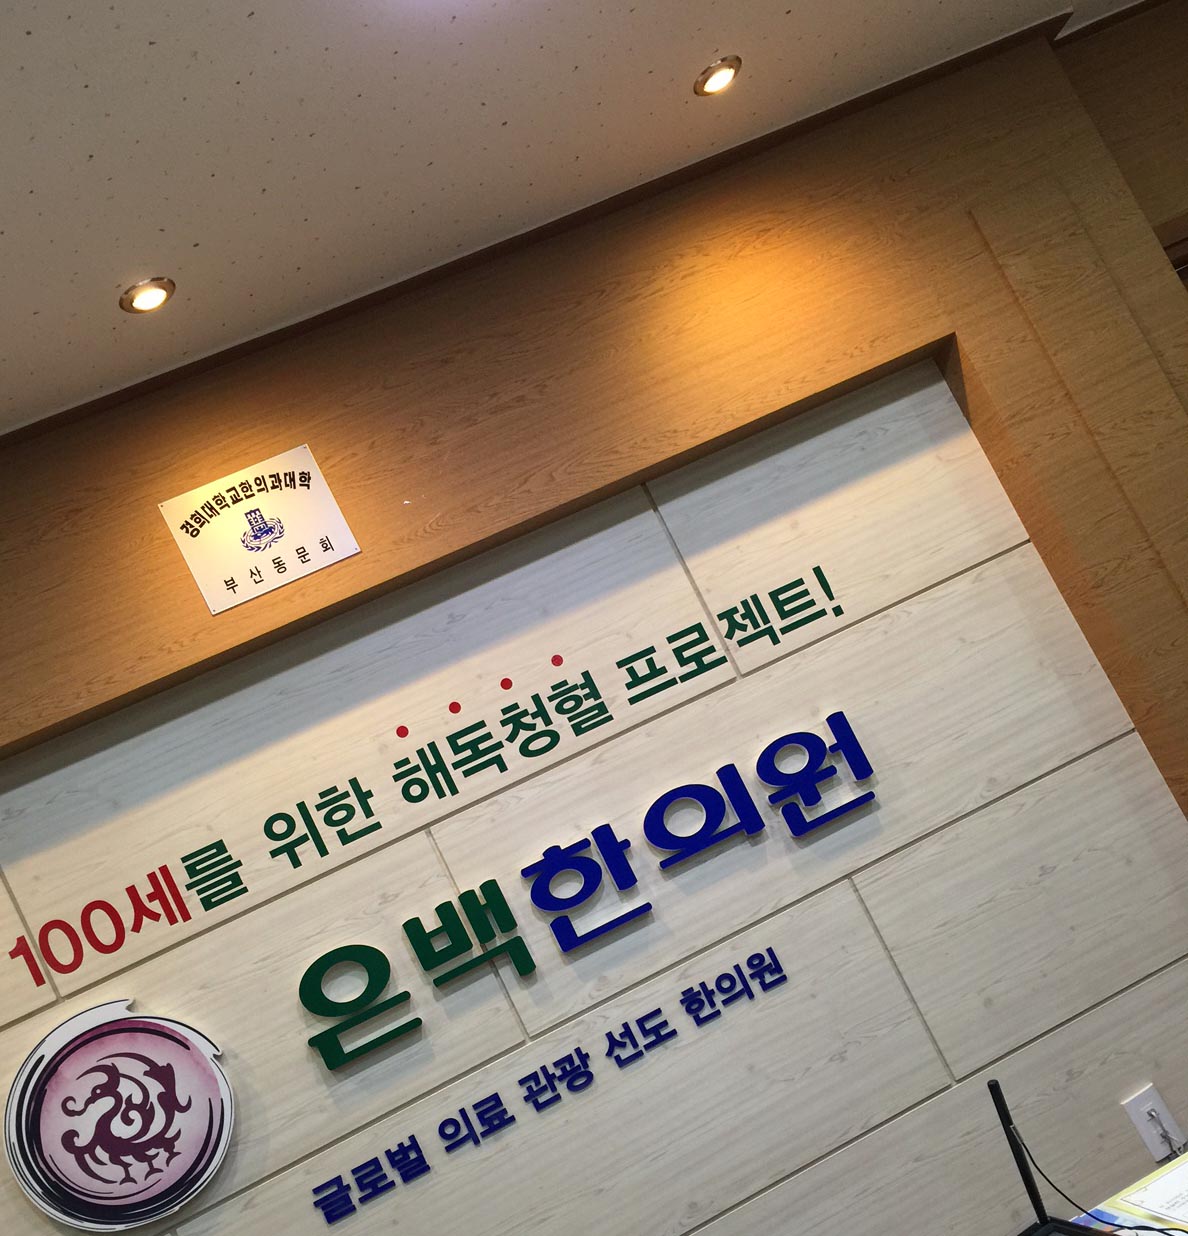 경희대학교한의과대학
부산동문회
100세를 위한 해독청혈 프로젝트!
은백한의원
글로벌 의료 관광 선도 한의원